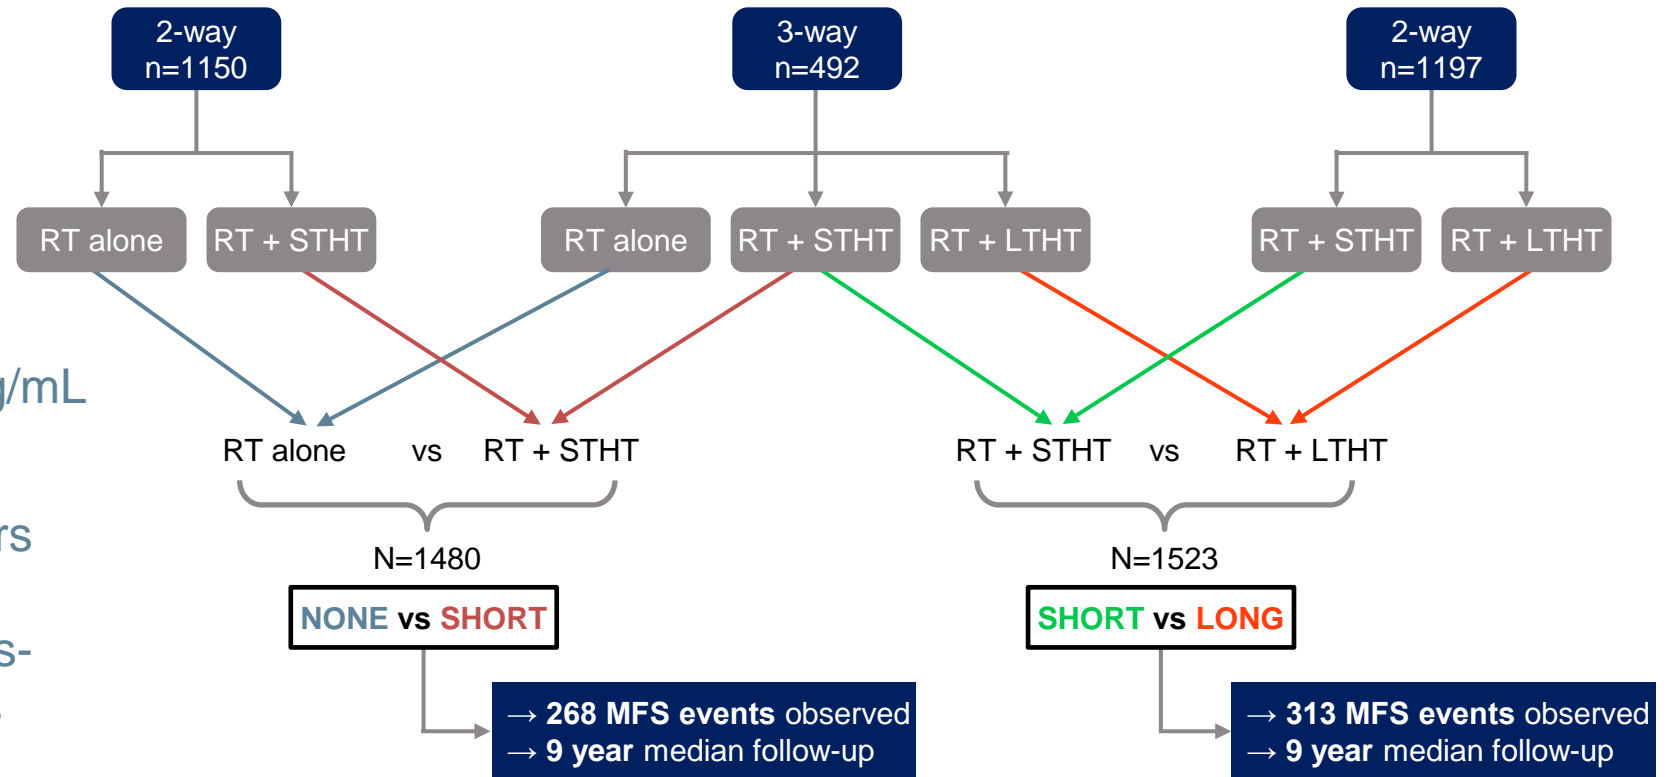 2-way
n=1150
3-way
n=492
2-way
n=1197
RT alone
RT + STHT
RT alone
RT + STHT
RT + LTHT
RT + STHT
RT + LTHT
g/mL
rs
s-
RT alone vs RT + STHT
RT + STHT vs RT + LTHT
N=1480
N=1523
NONE vs SHORT
SHORT vs LONG
→ 268 MFS events observed
→ 9 year median follow-up
→ 313 MFS events observed
→ 9 year median follow-up